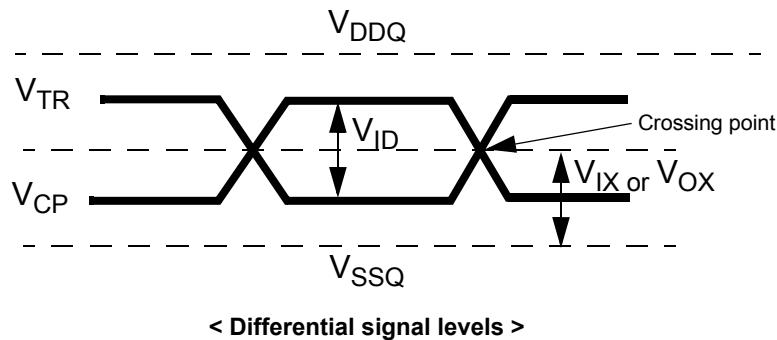 VDDQ
VTR
Crossing point
VID
VIX or VOX
VCP
VSSQ
< Differential signal levels >